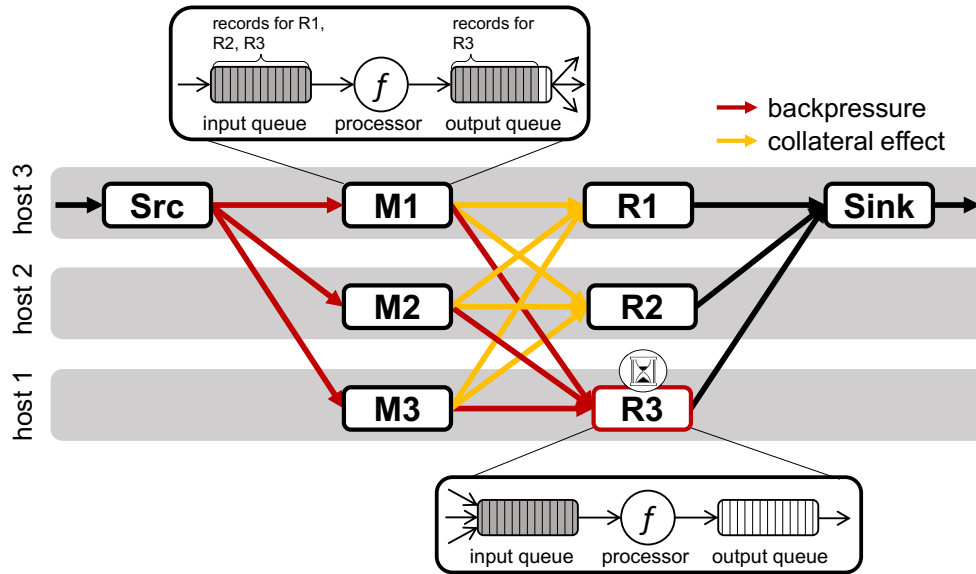 records for R1,
R2, R3
records for
R3
f
input queue
processor
output queue
backpressure
collateral effect
host 3
Src
M1
R1
Sink
host 2
M2
R2
host 1
M3
R3
f
input queue
processor
output queue